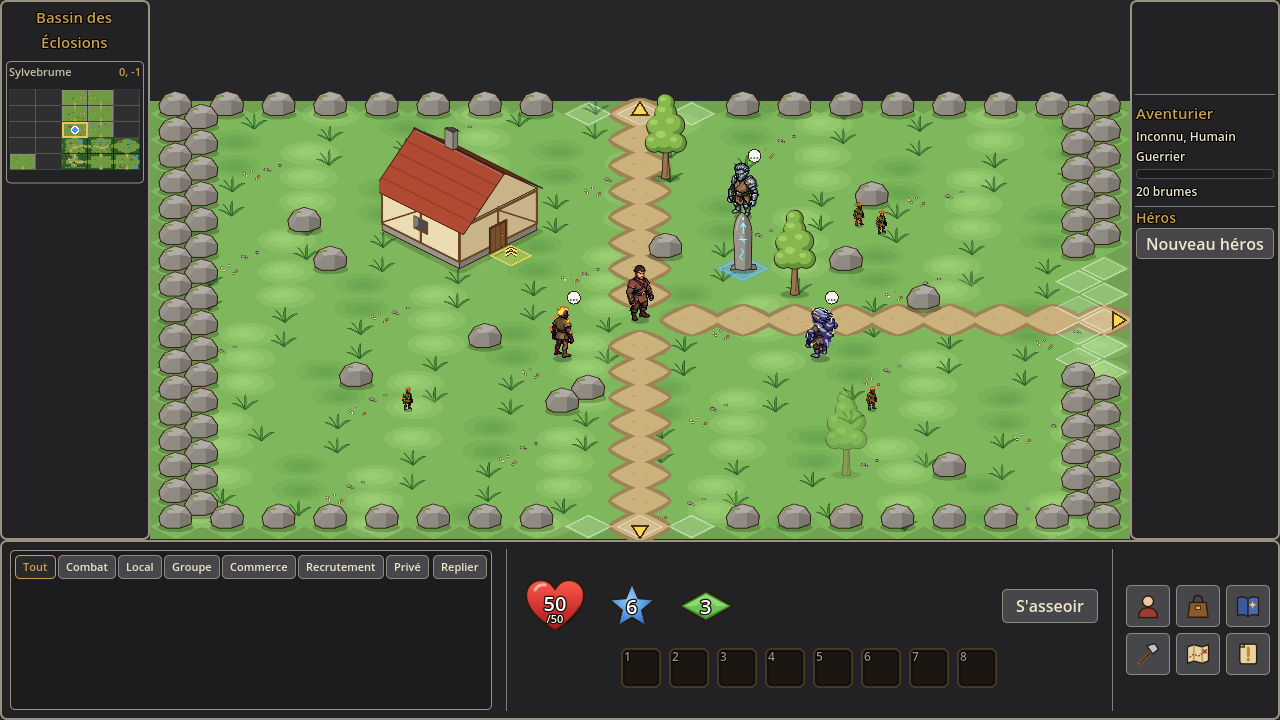 Bassin des
Éclosions
Sylvebrume 0, -1
Aventurier
Inconnu, Humain
Guerrier
20 brumes
Héros
Nouveau héros
Tout Combat Local Groupe Commerce Recrutement Privé Replier
50
/50
6
3
S'asseoir
1 2 3 4 5 6 7 8